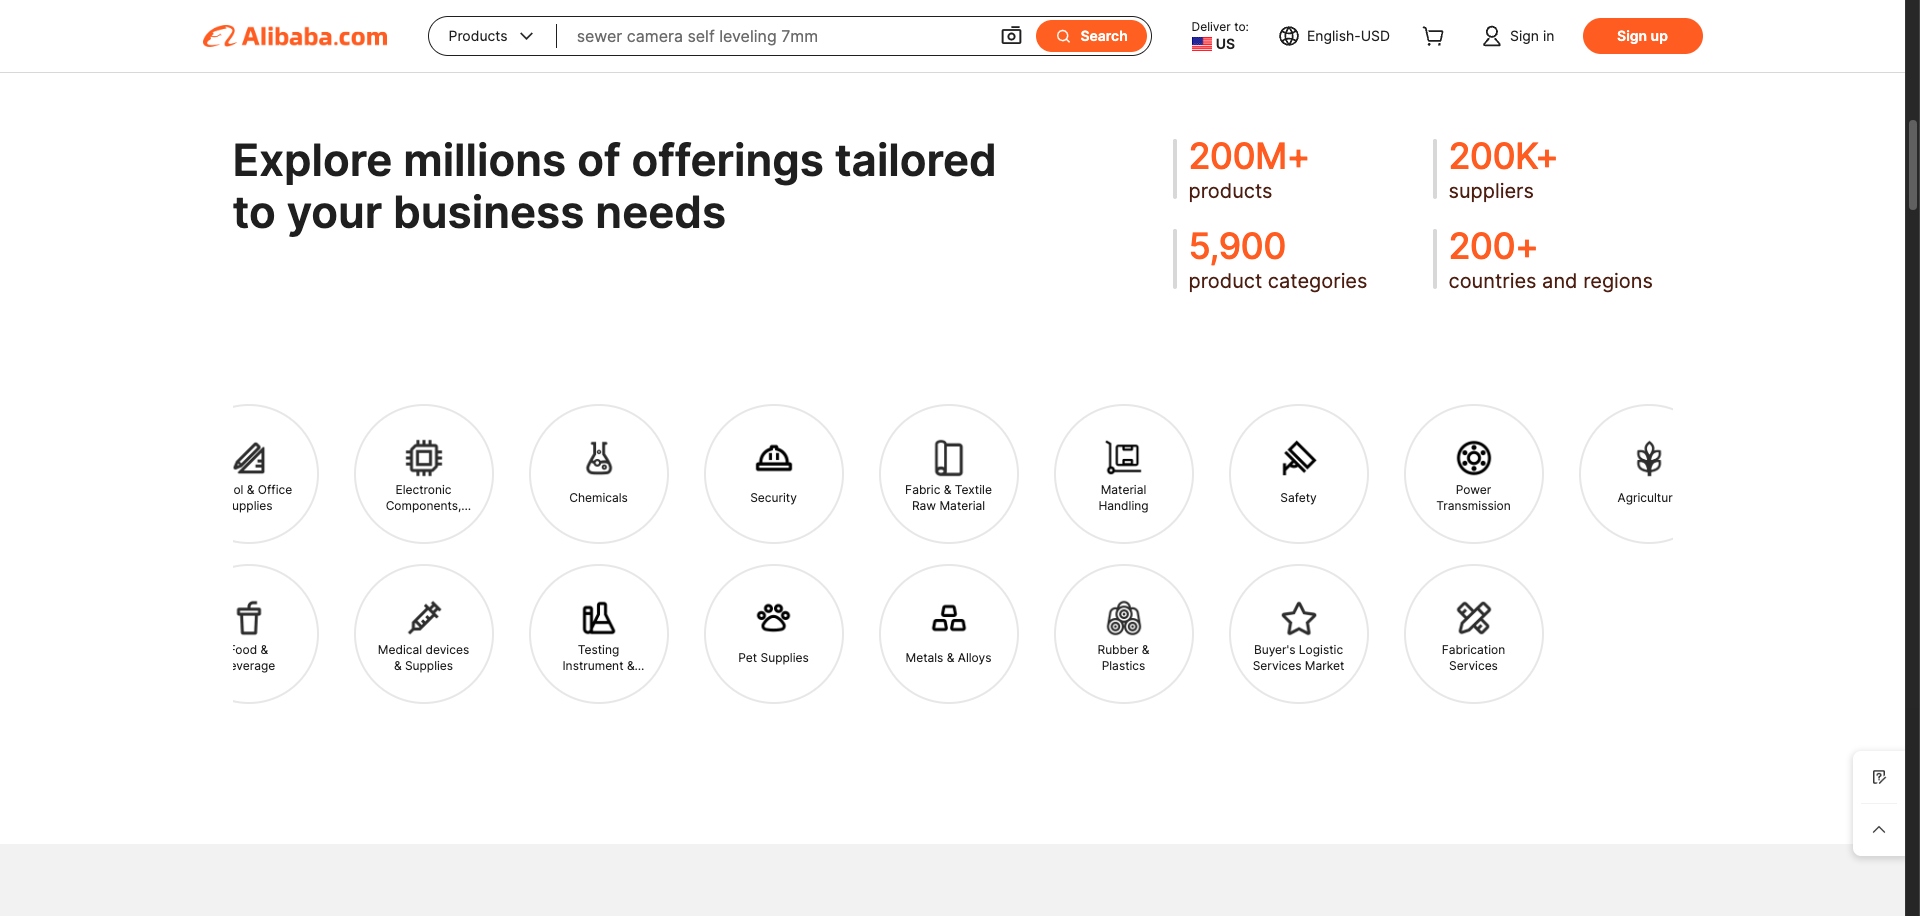 Alibaba.com
Products
sewer camera self leveling 7mm
Search
Deliver to:
US
English-USD
Sign in
Sign up
Explore millions of offerings tailored
to your business needs
200M+
products
200K+
suppliers
5,900
product categories
200+
countries and regions
ol & Office
upplies
Electronic
Components,...
Chemicals
Security
Fabric & Textile
Raw Material
Material
Handling
Safety
Power
Transmission
Agricultur
Food &
everage
Medical devices
& Supplies
Testing
Instrument &...
Pet Supplies
Metals & Alloys
Rubber &
Plastics
Buyer's Logistic
Services Market
Fabrication
Services